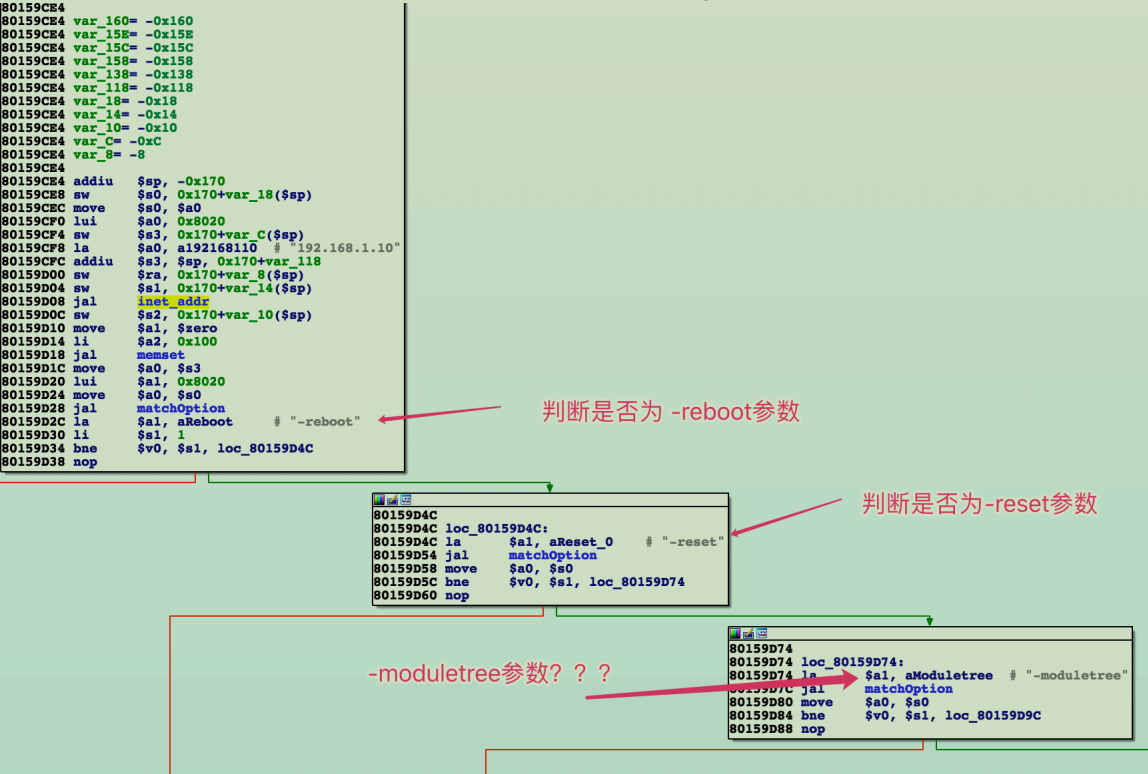 80159CE4
80159CE4 var_160= -0x160
80159CE4 var_15E= -0x15E
80159CE4 var_15C= -0x15C
80159CE4 var_158= -0x158
80159CE4 var_138= -0x138
80159CE4 var_118= -0x118
80159CE4 var_18= -0x18
80159CE4 var_14= -0x14
80159CE4 var_10= -0x10
80159CE4 var_C= -0xC
80159CE4 var_8= -8
80159CE4
80159CE4 addiu $sp, -0x170
80159CE8 sw $s0, 0x170+var_18($sp)
80159CEC move $s0, $a0
80159CF0 lui $a0, 0x8020
80159CF4 sw $s3, 0x170+var_C($sp)
80159CF8 la $a0, a192168110 # "192.168.1.10"
80159CFC addiu $s3, $sp, 0x170+var_118
80159D00 sw $ra, 0x170+var_8($sp)
80159D04 sw $s1, 0x170+var_14($sp)
80159D08 jal inet_addr
80159D0C sw $s2, 0x170+var_10($sp)
80159D10 move $a1, $zero
80159D14 li $a2, 0x100
80159D18 jal memset
80159D1C move $a0, $s3
80159D20 lui $a1, 0x8020
80159D24 move $a0, $s0
80159D28 jal matchOption
80159D2C la $a1, aReboot # "-reboot"
80159D30 li $s1, 1
80159D34 bne $v0, $s1, loc_80159D4C
80159D38 nop
判断是否为 -reboot参数
80159D4C
80159D4C loc_80159D4C:
80159D4C la $a1, aReset_0 # "-reset"
80159D54 jal matchOption
80159D58 move $a0, $s0
80159D5C bne $v0, $s1, loc_80159D74
80159D60 nop
判断是否为-reset参数
80159D74
80159D74 loc_80159D74:
80159D74 la $a1, aModuletree # "-moduletree"
80159D7C jal matchOption
80159D80 move $a0, $s0
80159D84 bne $v0, $s1, loc_80159D9C
80159D88 nop
-moduletree参数？？？